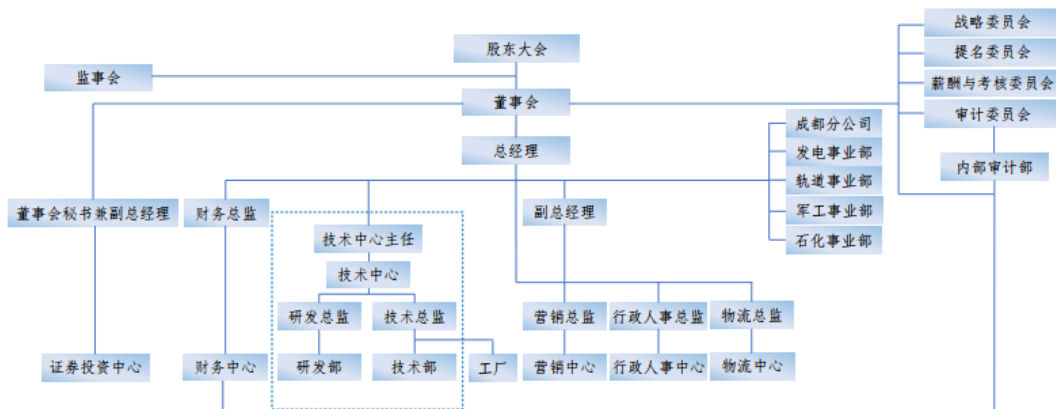 股东大会
监事会
董事会
总经理
战略委员会
提名委员会
薪酬与考核委员会
审计委员会
内部审计部
成都分公司
发电事业部
轨道事业部
军工事业部
石化事业部
董事会秘书兼副总经理
财务总监
副总经理
技术中心主任
技术中心
研发总监
技术总监
营销总监
行政人事总监
物流总监
证券投资中心
财务中心
研发部
技术部
工厂
营销中心
行政人事中心
物流中心